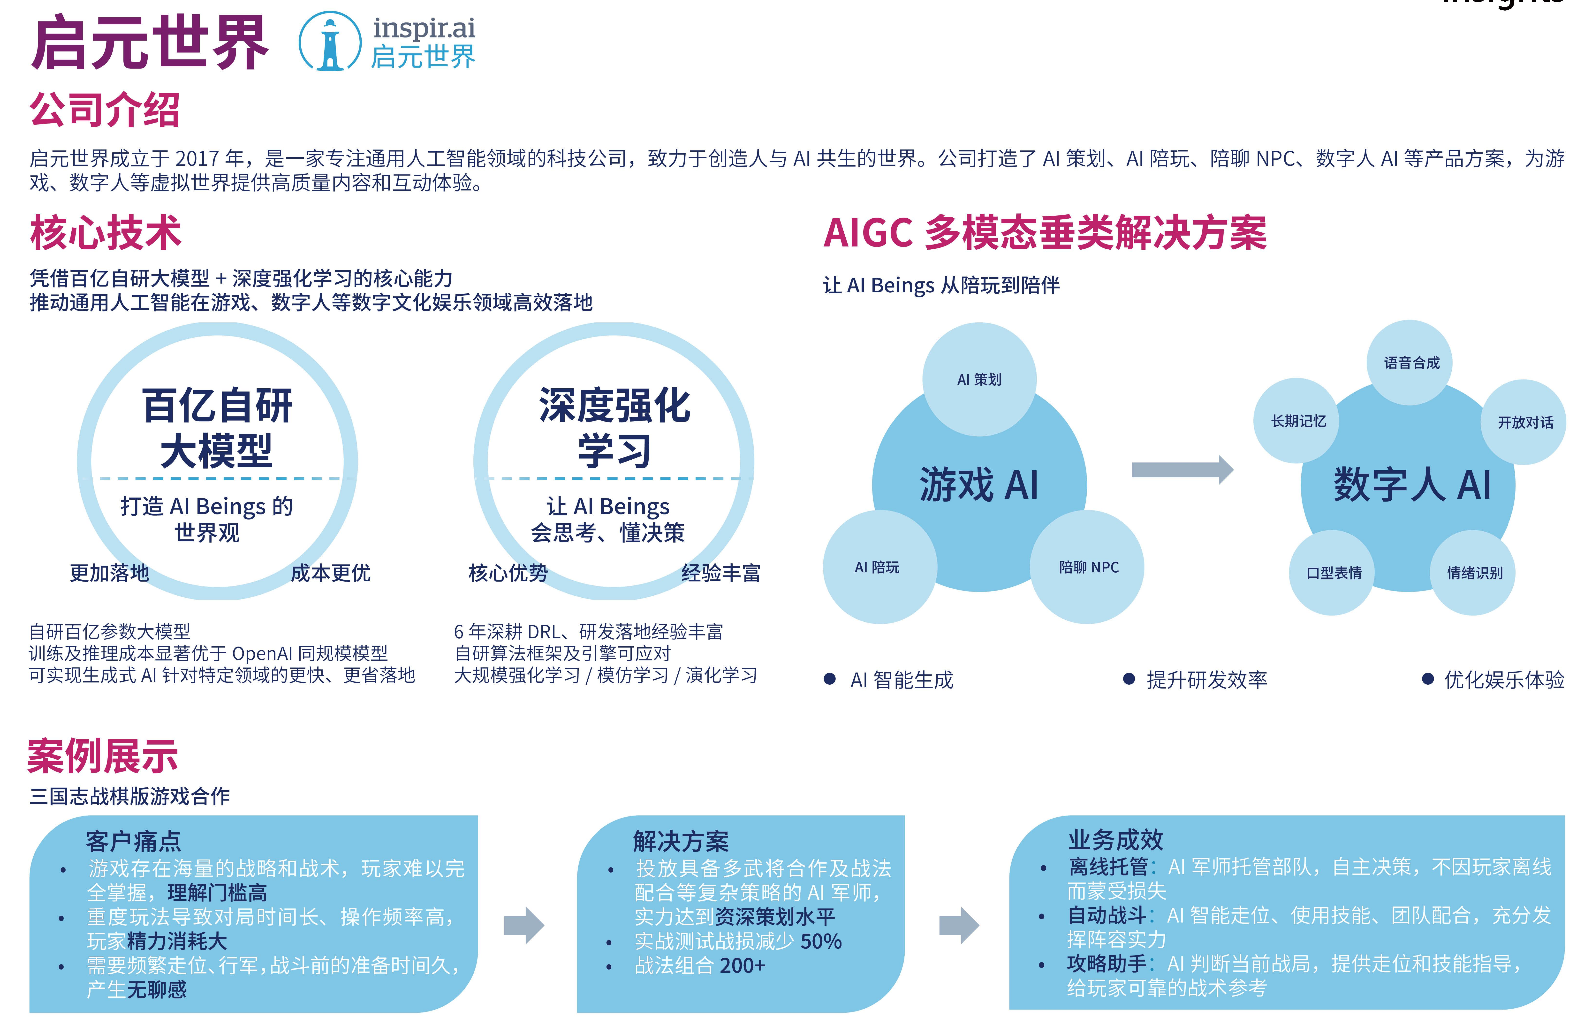 insights
启元世界
inspir.ai
启元世界
公司介绍
启元世界成立于 2017 年，是一家专注通用人工智能领域的科技公司，致力于创造人与 AI 共生的世界。公司打造了 AI 策划、AI 陪玩、陪聊 NPC、数字人 AI 等产品方案，为游
戏、数字人等虚拟世界提供高质量内容和互动体验。
核心技术
凭借百亿自研大模型 + 深度强化学习的核心能力
推动通用人工智能在游戏、数字人等数字文化娱乐领域高效落地
百亿自研
大模型
打造 AI Beings 的
世界观
更加落地
成本更优
自研百亿参数大模型
训练及推理成本显著优于 OpenAI 同规模模型
可实现生成式 AI 针对特定领域的更快、更省落地
深度强化
学习
让 AI Beings
会思考、懂决策
核心优势
经验丰富
6 年深耕 DRL、研发落地经验丰富
自研算法框架及引擎可应对
大规模强化学习 / 模仿学习 / 演化学习
AIGC 多模态垂类解决方案
让 AI Beings 从陪玩到陪伴
AI 策划
游戏 AI
AI 陪玩
陪聊 NPC
语音合成
长期记忆
开放对话
数字人 AI
口型表情
情绪识别
● AI 智能生成
● 提升研发效率
● 优化娱乐体验
案例展示
三国志战棋版游戏合作
客户痛点
• 游戏存在海量的战略和战术，玩家难以完
全掌握，理解门槛高
• 重度玩法导致对局时间长、操作频率高，
玩家精力消耗大
• 需要频繁走位、行军，战斗前的准备时间久，
产生无聊感
解决方案
• 投放具备多武将合作及战法
配合等复杂策略的 AI 军师，
实力达到资深策划水平
• 实战测试战损减少 50%
• 战法组合 200+
业务成效
• 离线托管：AI 军师托管部队，自主决策，不因玩家离线
而蒙受损失
• 自动战斗：AI 智能走位、使用技能、团队配合，充分发
挥阵容实力
• 攻略助手：AI 判断当前战局，提供走位和技能指导，
给玩家可靠的战术参考